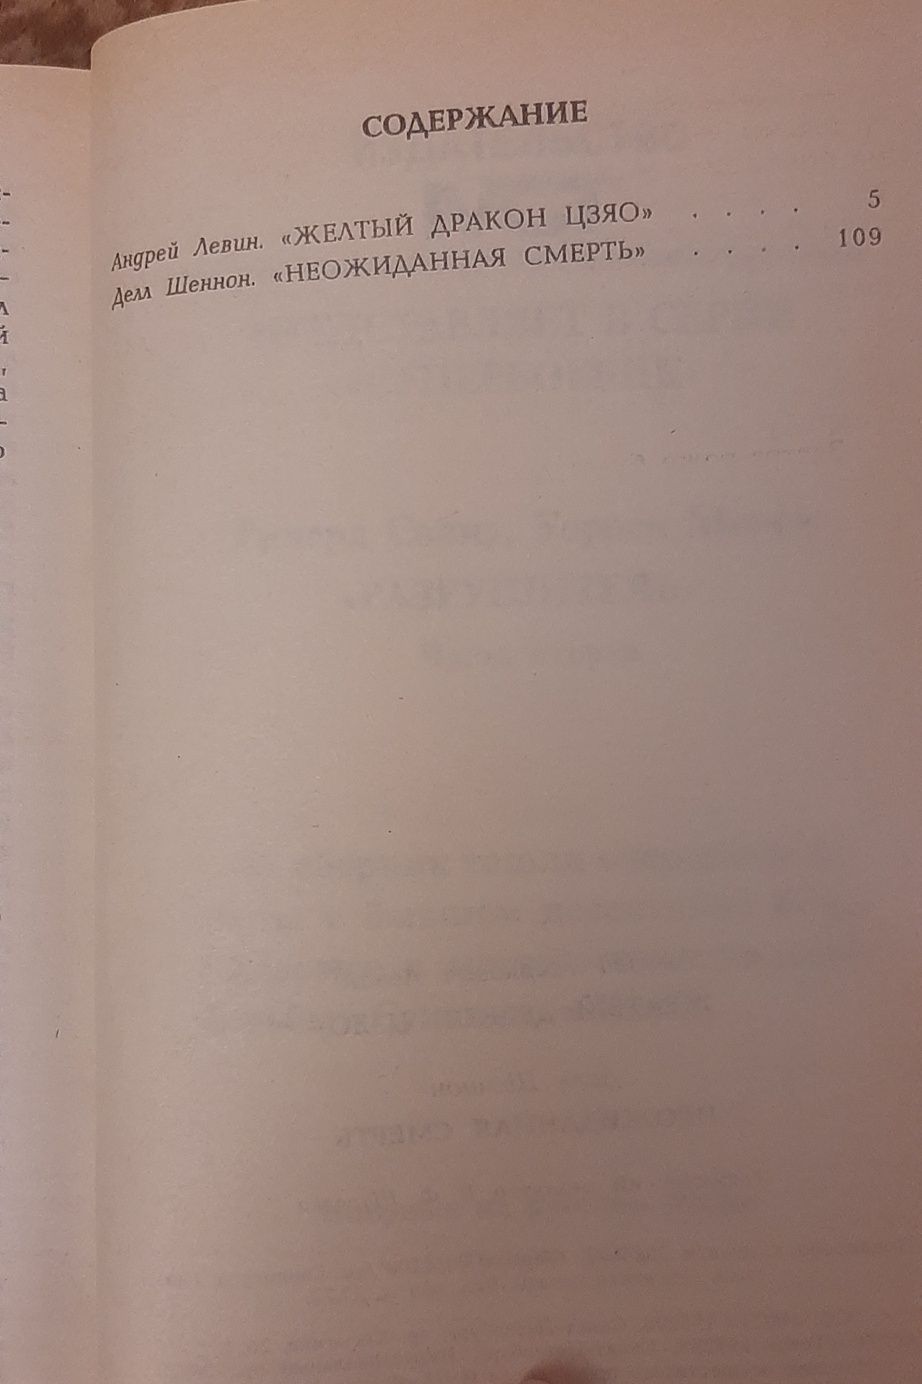 СОДЕРЖАНИЕ
Андрей Левин. «ЖЕЛТЫЙ ДРАКОН ЦЗЯО» . . . . 5
Делл Шеннон. «НЕОЖИДАННАЯ СМЕРТЬ» . . . . 109